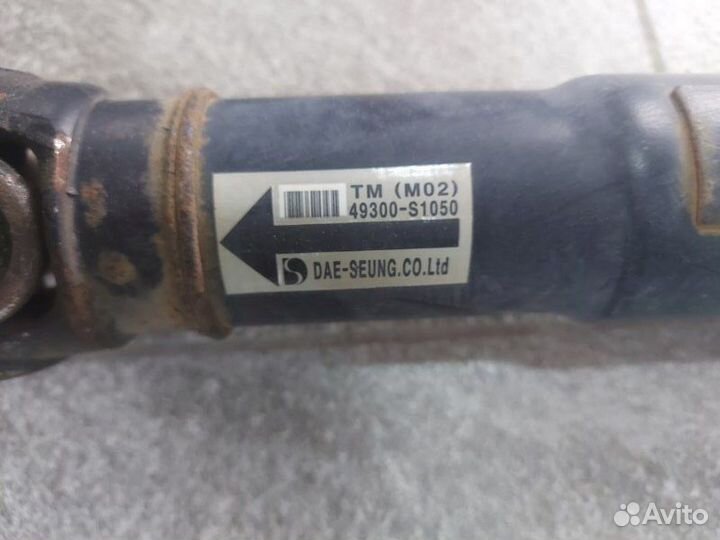 TM (M02)
49300-S1050
DAE-SEUNG.CO.Ltd
Avito